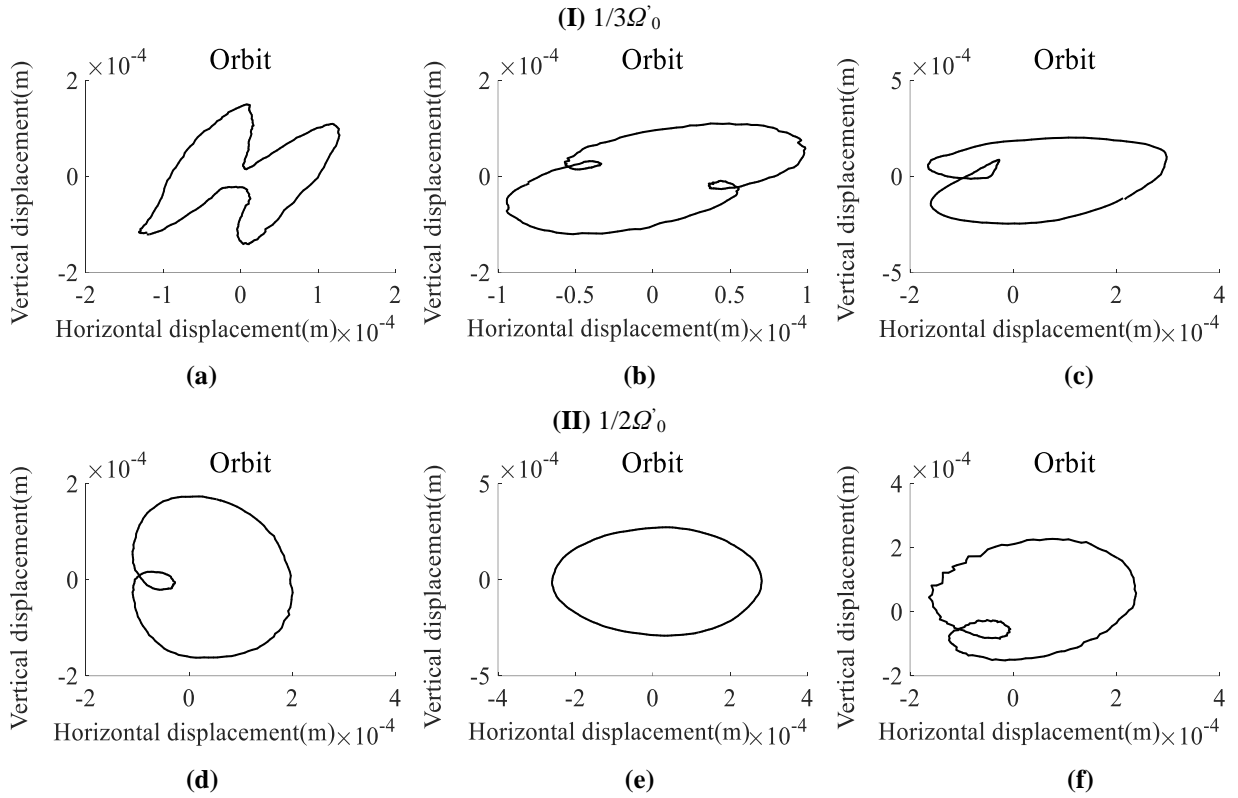 (I) 1/3Ω’0
×10-4 Orbit
Vertical displacement(m)
2
0
-2
-2 -1 0 1 2
Horizontal displacement(m)×10-4
(a)
×10-4 Orbit
Vertical displacement(m)
2
0
-2
-1 -0.5 0 0.5 1
Horizontal displacement(m)×10-4
(b)
×10-4 Orbit
Vertical displacement(m)
5
0
-5
-2 0 2 4
Horizontal displacement(m)×10-4
(c)
(II) 1/2Ω’0
×10-4 Orbit
Vertical displacement(m)
2
0
-2
-2 0 2 4
Horizontal displacement(m)×10-4
(d)
×10-4 Orbit
Vertical displacement(m)
5
0
-5
-4 -2 0 2 4
Horizontal displacement(m)×10-4
(e)
×10-4 Orbit
Vertical displacement(m)
4
2
0
-2
-2 0 2 4
Horizontal displacement(m)×10-4
(f)